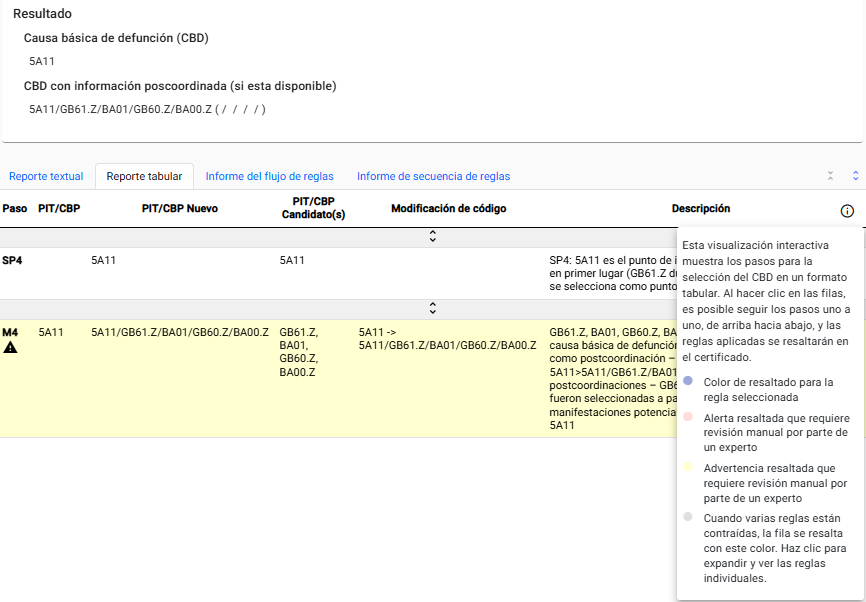 Resultado
Causa básica de defunción (CBD)
5A11
CBD con información poscoordinada (si esta disponible)
5A11/GB61.Z/BA01/GB60.Z/BA00.Z ( / / / / )
Reporte textual
Reporte tabular
Informe del flujo de reglas
Informe de secuencia de reglas
Paso
PIT/CBP
PIT/CBP Nuevo
PIT/CBP
Candidato(s)
Modificación de código
Descripción
SP4
5A11
5A11
SP4: 5A11 es el punto de i
en primer lugar (GB61.Z du
se selecciona como punto
M4
5A11
5A11/GB61.Z/BA01/GB60.Z/BA00.Z
GB61.Z,
BA01,
GB60.Z,
BA00.Z
5A11 ->
5A11/GB61.Z/BA01/GB60.Z/BA00.Z
GB61.Z, BA01, GB60.Z, BA
causa básica de defunción
como postcoordinación –
5A11>5A11/GB61.Z/BA01
postcoordinaciones – GB6
fueron seleccionadas a pa
manifestaciones potencia
5A11
Esta visualización interactiva
muestra los pasos para la
selección del CBD en un formato
tabular. Al hacer clic en las filas,
es posible seguir los pasos uno a
uno, de arriba hacia abajo, y las
reglas aplicadas se resaltarán en
el certificado.
Color de resaltado para la
regla seleccionada
Alerta resaltada que requiere
revisión manual por parte de
un experto
Advertencia resaltada que
requiere revisión manual por
parte de un experto
Cuando varias reglas están
contraídas, la fila se resalta
con este color. Haz clic para
expandir y ver las reglas
individuales.